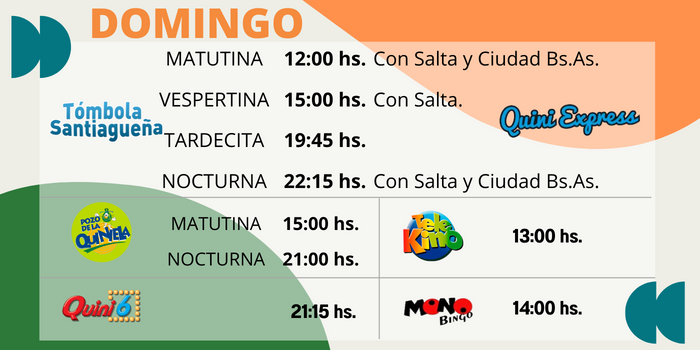 DOMINGO
MATUTINA 12:00 hs. Con Salta y Ciudad Bs.As.
VESPERTINA 15:00 hs. Con Salta.
Tómbola
Santiagueña
Quini Express
TARDECITA 19:45 hs.
NOCTURNA 22:15 hs. Con Salta y Ciudad Bs.As.
POZO
DE LA
QUINIELA
MATUTINA 15:00 hs.
NOCTURNA 21:00 hs.
Tele
Kino
13:00 hs.
Quini 6
21:15 hs.
MONO
BINGO
14:00 hs.